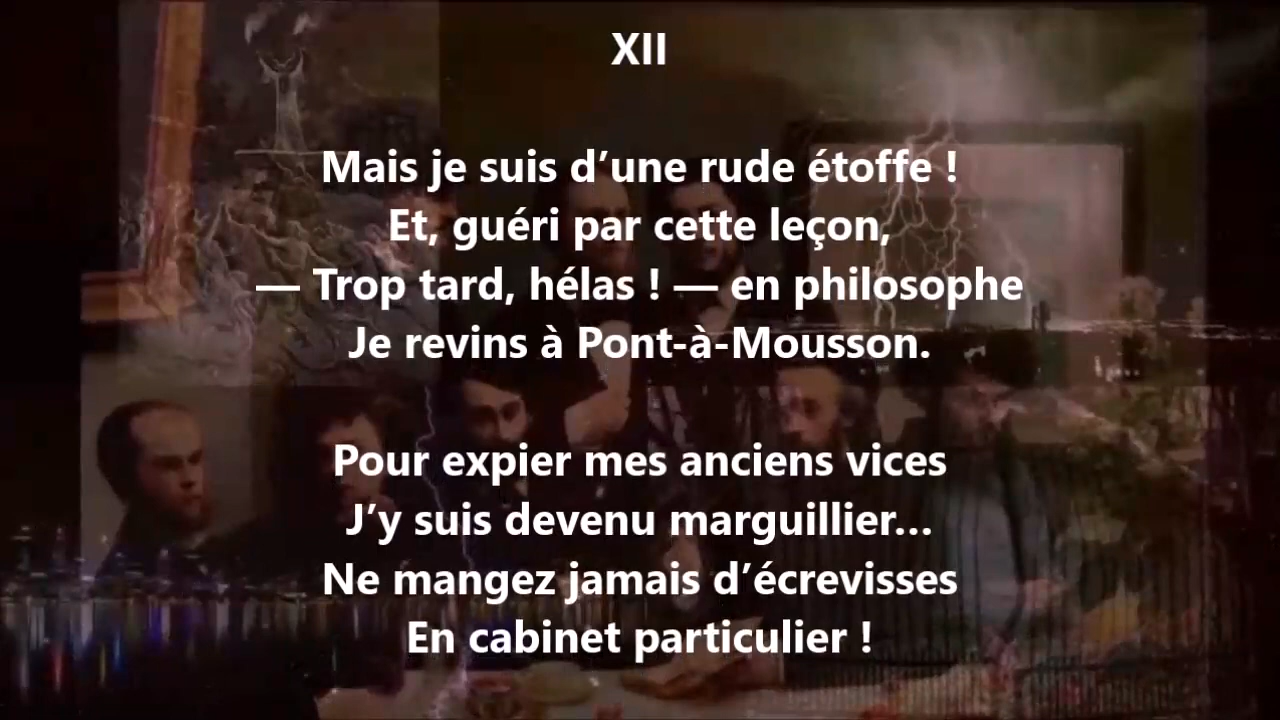 XII
Mais je suis d’une rude étoffe !
Et, guéri par cette leçon,
— Trop tard, hélas ! — en philosophe
Je revins à Pont-à-Mousson.
Pour expier mes anciens vices
J’y suis devenu marguillier…
Ne mangez jamais d’écrevisses
En cabinet particulier !